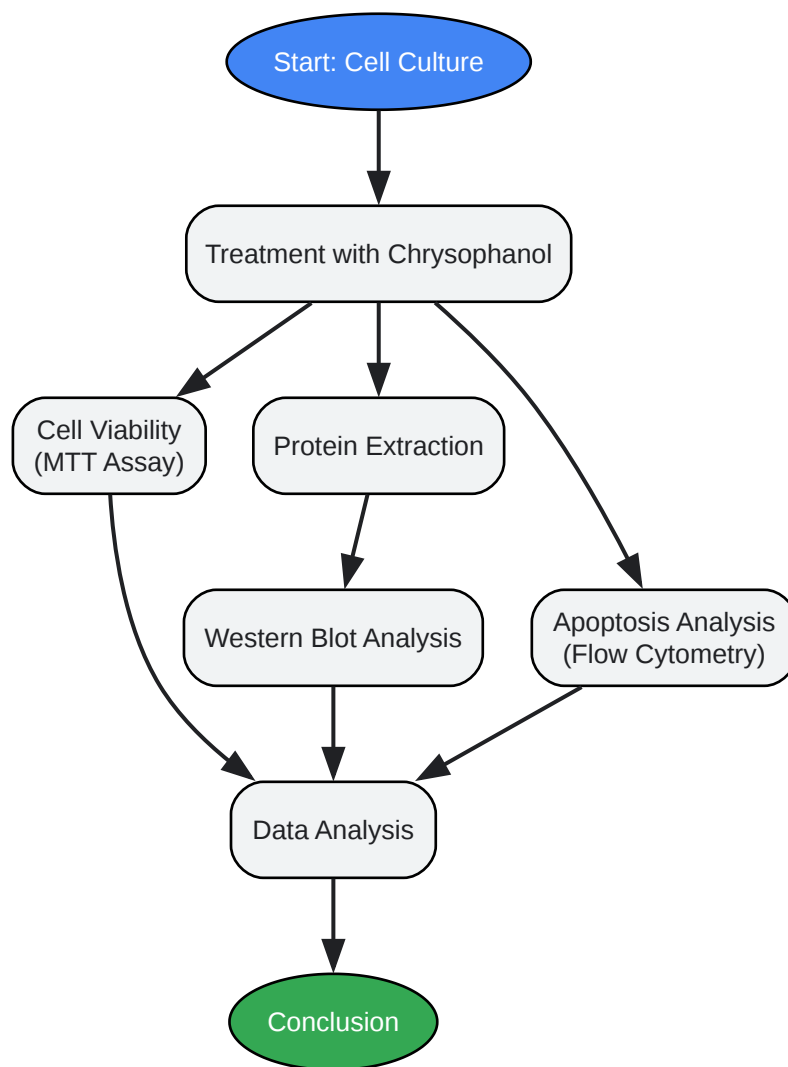 Start: Cell Culture
Treatment with Chrysophanol
Cell Viability
(MTT Assay)
Protein Extraction
Western Blot Analysis
Apoptosis Analysis
(Flow Cytometry)
Data Analysis
Conclusion